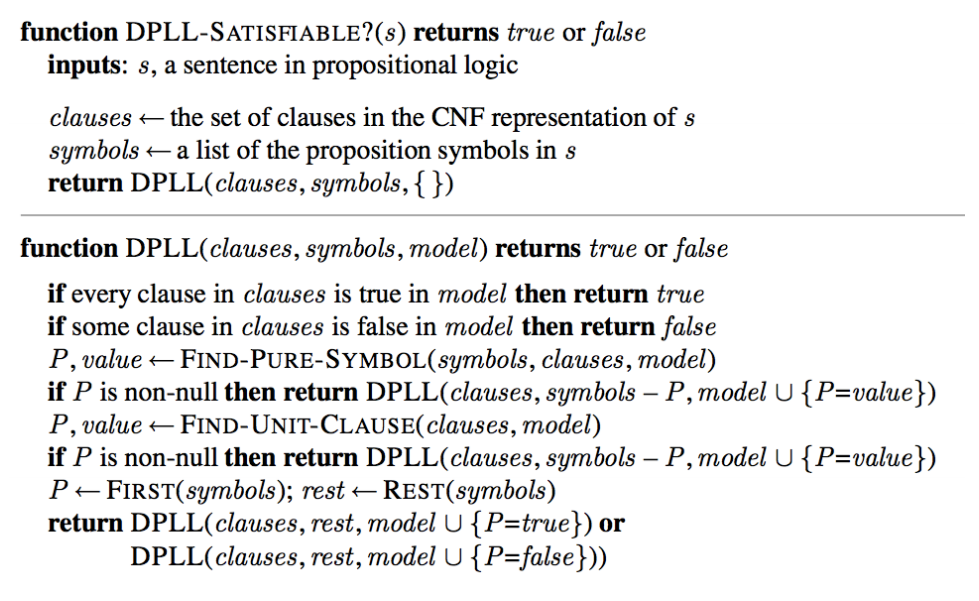 function DPLL-SATISFIABLE?(s) returns true or false
inputs: s, a sentence in propositional logic
clauses ← the set of clauses in the CNF representation of s
symbols ← a list of the proposition symbols in s
return DPLL(clauses, symbols, { })
function DPLL(clauses, symbols, model) returns true or false
if every clause in clauses is true in model then return true
if some clause in clauses is false in model then return false
P, value ← FIND-PURE-SYMBOL(symbols, clauses, model)
if P is non-null then return DPLL(clauses, symbols – P, model ∪ {P=value})
P, value ← FIND-UNIT-CLAUSE(clauses, model)
if P is non-null then return DPLL(clauses, symbols – P, model ∪ {P=value})
P ← FIRST(symbols); rest ← REST(symbols)
return DPLL(clauses, rest, model ∪ {P=true}) or
DPLL(clauses, rest, model ∪ {P=false}))